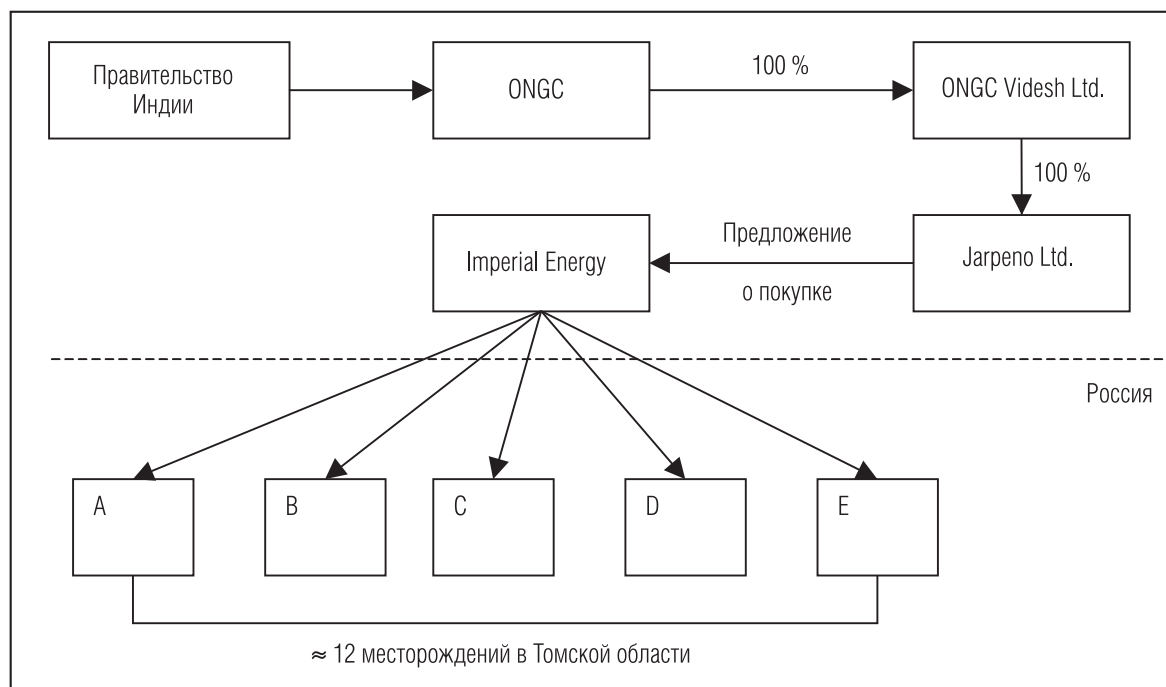 Правительство
Индии
ONGC
100 %
ONGC Videsh Ltd.
100 %
Imperial Energy
Предложение
о покупке
Jarpeno Ltd.
Россия
A
B
C
D
E
≈ 12 месторождений в Томской области